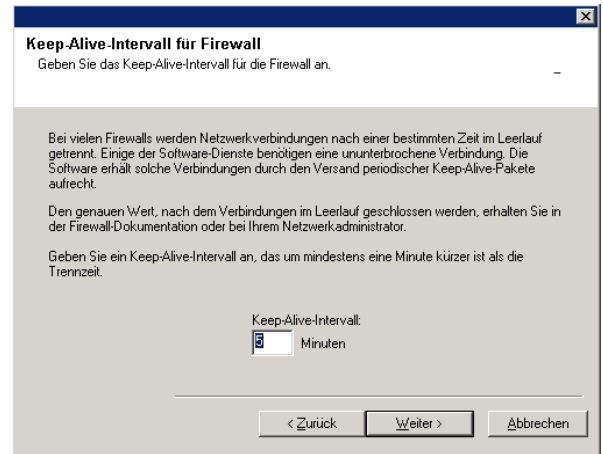 Keep-Alive-Intervall für Firewall
Geben Sie das Keep-Alive-Intervall für die Firewall an.
Bei vielen Firewalls werden Netzwerkverbindungen nach einer bestimmten Zeit im Leerlauf
getrennt. Einige der Software-Dienste benötigen eine ununterbrochene Verbindung. Die
Software erhält solche Verbindungen durch den Versand periodischer Keep-Alive-Pakete
aufrecht.
Den genauen Wert, nach dem Verbindungen im Leerlauf geschlossen werden, erhalten Sie in
der Firewall-Dokumentation oder bei Ihrem Netzwerkadministrator.
Geben Sie ein Keep-Alive-Intervall an, das um mindestens eine Minute kürzer ist als die
Trennzeit.
Keep-Alive-Intervall:
5 Minuten
< Zurück Weiter > Abbrechen